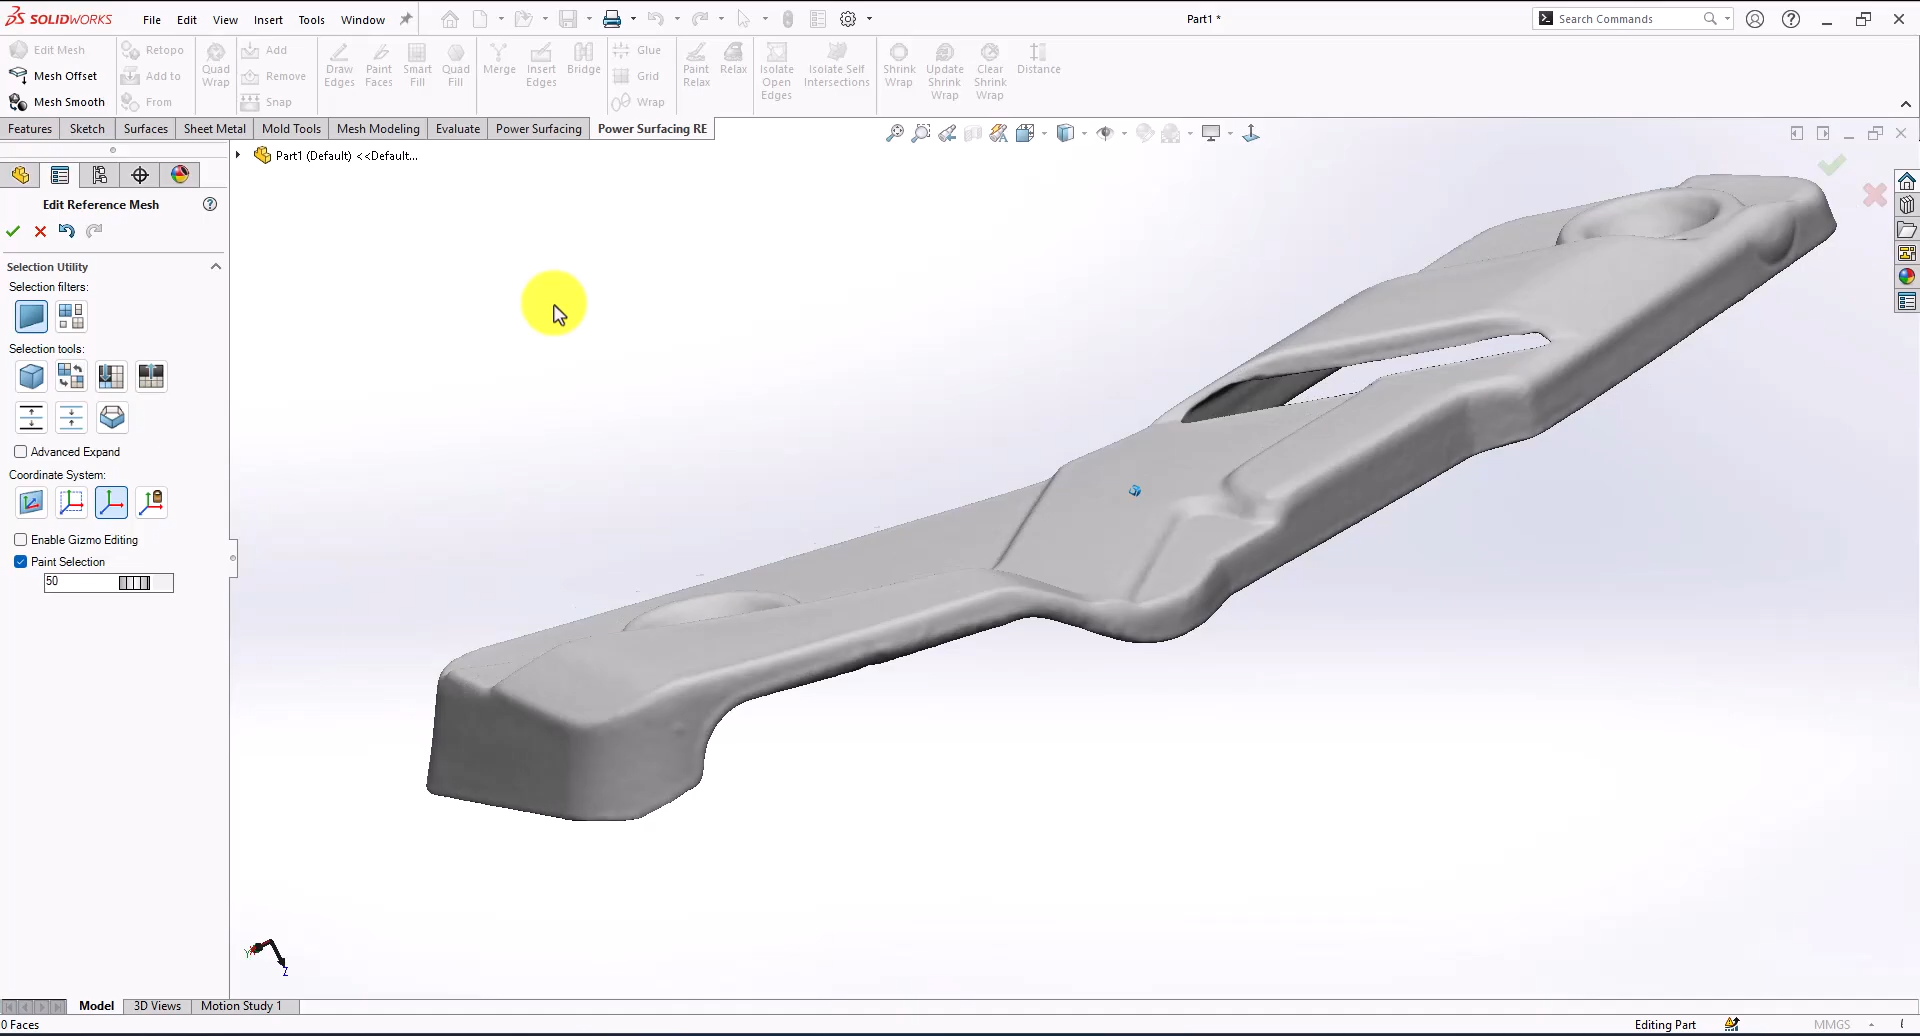 SOLIDWORKS File Edit View Insert Tools Window Part1 * Search Commands
Edit Mesh Retopo Quad Wrap Add Draw Edges Paint Faces Smart Fill Quad Fill Merge Insert Edges Bridge Glue Paint Relax Relax Isolate Open Edges Isolate Self Intersections Shrink Wrap Update Shrink Wrap Clear Shrink Wrap Distance
Mesh Offset Add to Remove Grid
Mesh Smooth From Snap Wrap
Features Sketch Surfaces Sheet Metal Mold Tools Mesh Modeling Evaluate Power Surfacing Power Surfacing RE
Part1 (Default) <<Default...
Edit Reference Mesh
Selection Utility
Selection filters:
Selection tools:
Advanced Expand
Coordinate System:
Enable Gizmo Editing
Paint Selection
50
Y
Z
Model 3D Views Motion Study 1
0 Faces Editing Part MMGS